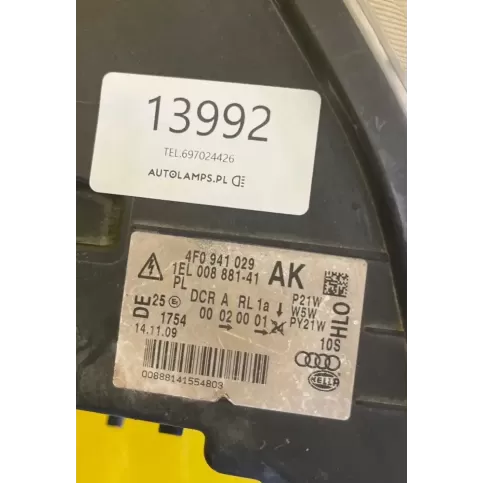 13992
TEL.697024426
AUTOLAMPS.PL
4F0 941 029
1EL 008 881-41 AK
PL
DE 25 DCR A RL 1a
1754 00 02 00 01
14.11.09
P21W
W5W
PY21W
HLO
10S
00888141554803
HELLA